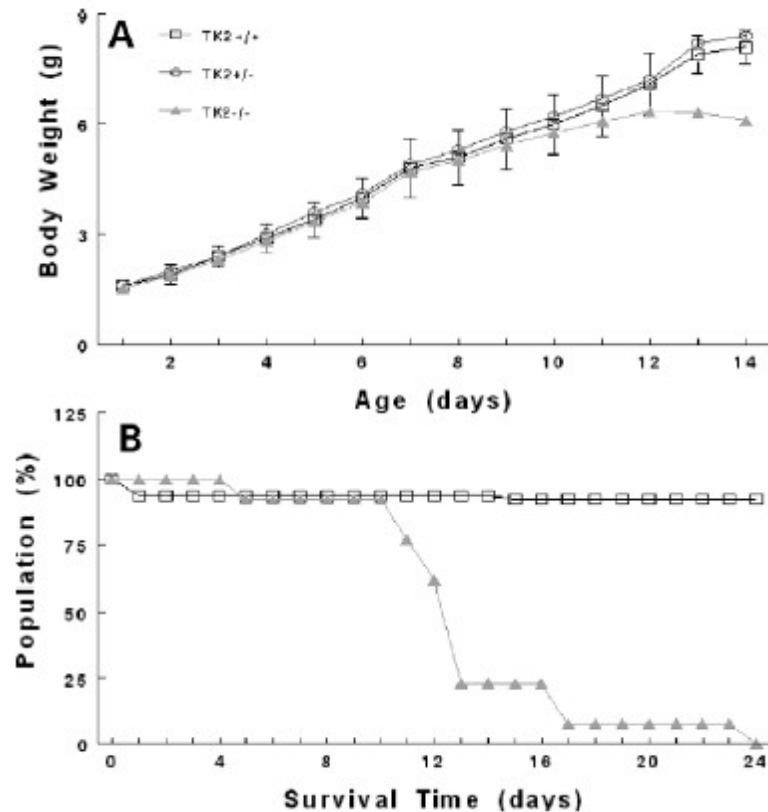 A
TK2+/+
TK2+/-
TK2-/-
Body Weight (g)
9
6
3
0
2 4 6 8 10 12 14
Age (days)
B
Population (%)
125
100
75
50
25
0
0 4 8 12 16 20 24
Survival Time (days)